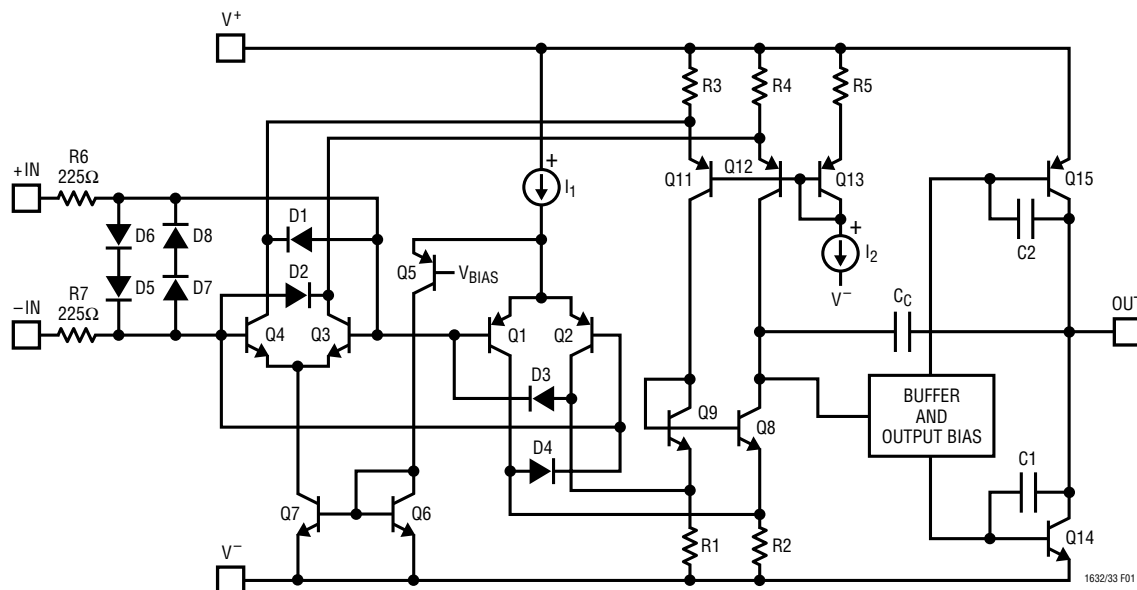 V+
R3
R4
R5
+IN
R6
225Ω
D6
D8
D1
+
I1
Q11
Q12
Q13
Q15
C2
+
I2
V−
Q5
VBIAS
D5
D7
D2
−IN
R7
225Ω
Q4
Q3
Q1
Q2
CC
OUT
D3
Q9
Q8
BUFFER
AND
OUTPUT BIAS
D4
C1
Q7
Q6
R1
R2
Q14
V−
1632/33 F01